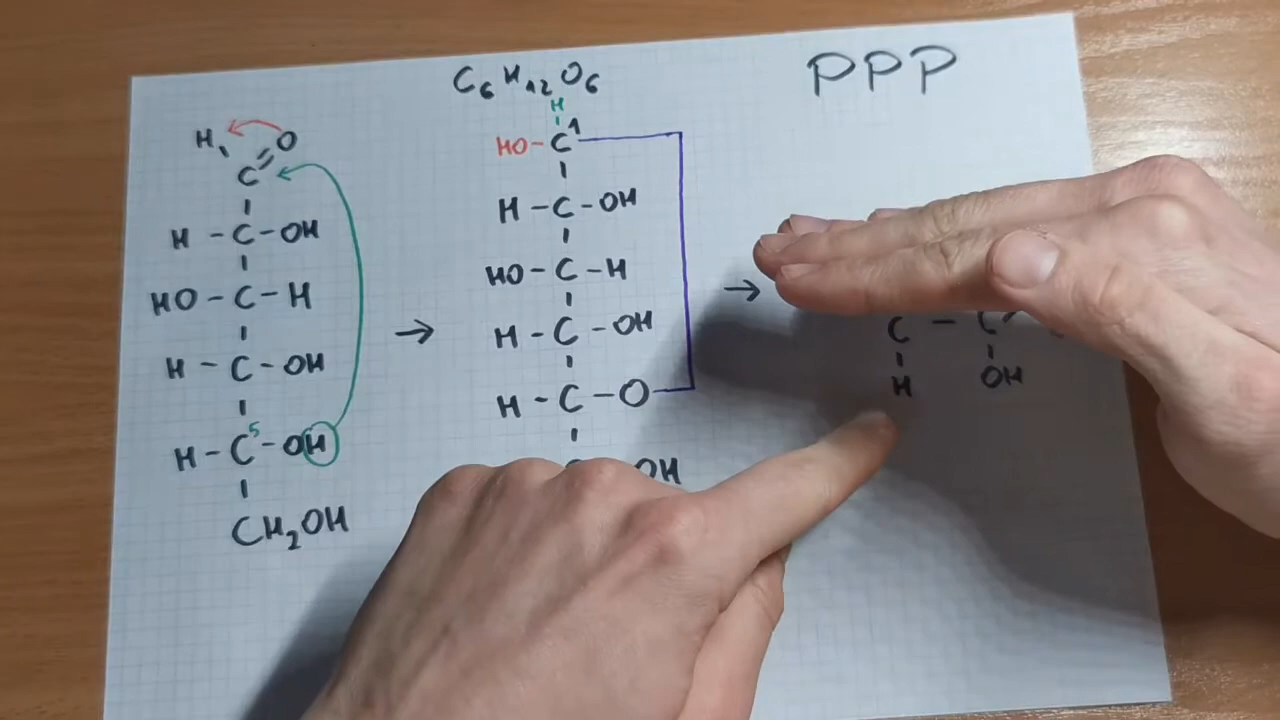 C₆H₁₂O₆
PPP
H O
C
H - C - OH
HO - C - H
H - C - OH
H - C⁵ - OH
CH₂OH
→
H
HO - C¹
H - C - OH
HO - C - H
H - C - OH
H - C - O
OH
→
C - C
H OH